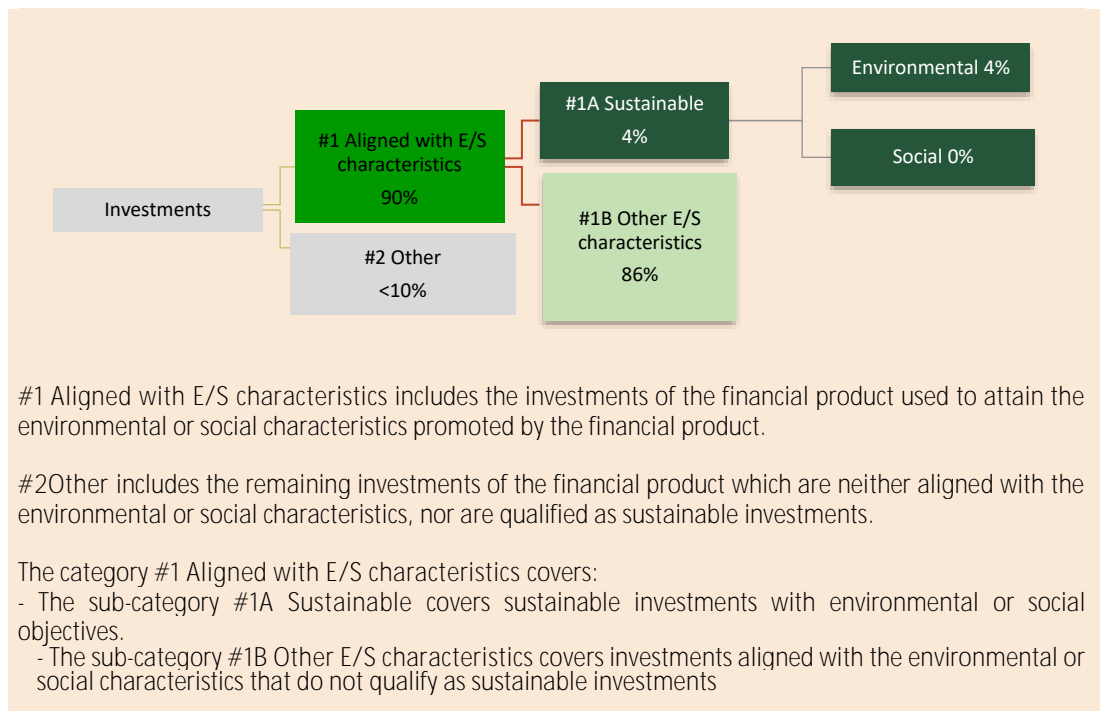 Environmental 4%
#1A Sustainable
4%
#1 Aligned with E/S
characteristics
90%
Social 0%
Investments
#1B Other E/S
characteristics
86%
#2 Other
<10%
#1 Aligned with E/S characteristics includes the investments of the financial product used to attain the
environmental or social characteristics promoted by the financial product.
#2Other includes the remaining investments of the financial product which are neither aligned with the
environmental or social characteristics, nor are qualified as sustainable investments.
The category #1 Aligned with E/S characteristics covers:
- The sub-category #1A Sustainable covers sustainable investments with environmental or social
objectives.
- The sub-category #1B Other E/S characteristics covers investments aligned with the environmental or
social characteristics that do not qualify as sustainable investments